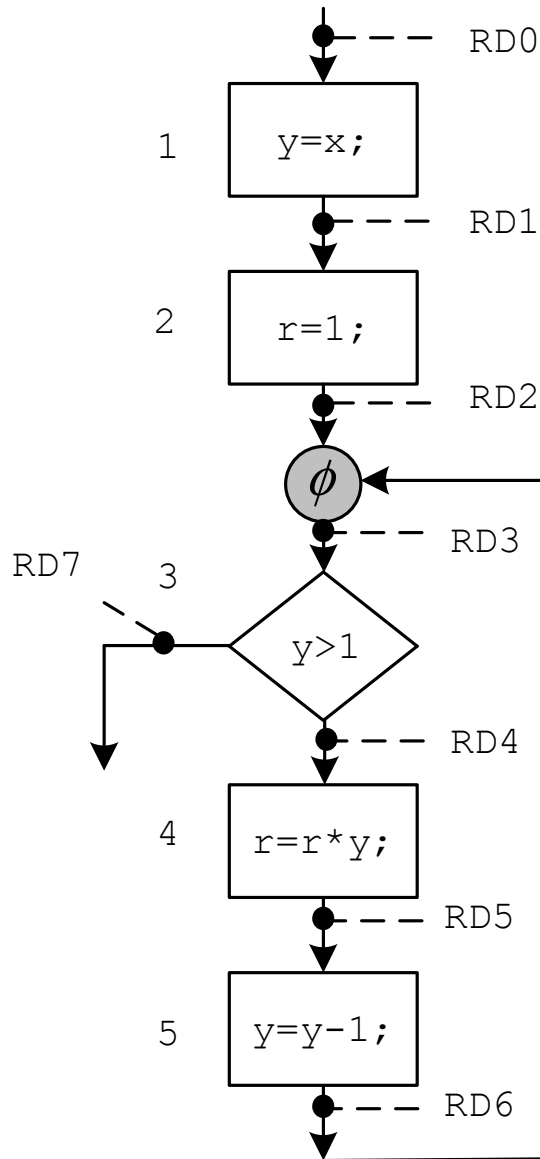 RD0
1
y=x;
RD1
2
r=1;
RD2
ϕ
RD3
RD7
3
y>1
RD4
4
r=r*y;
RD5
5
y=y-1;
RD6